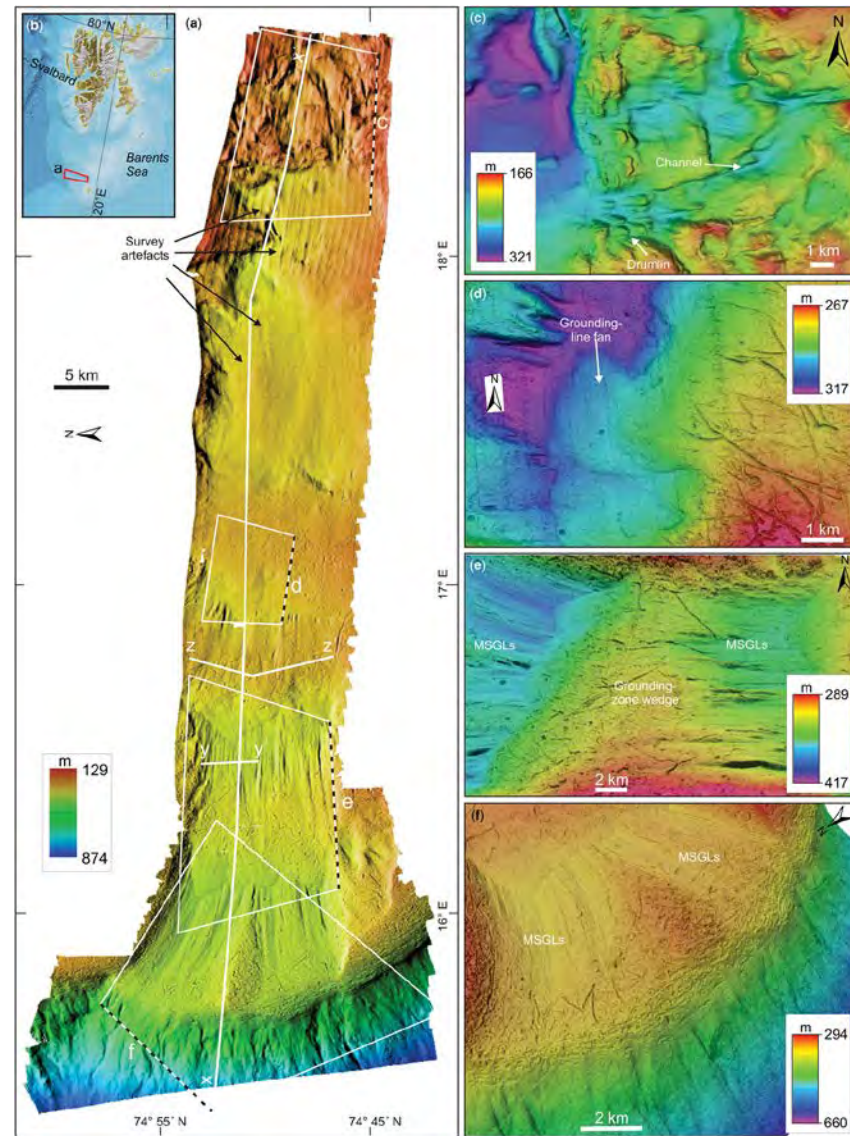 (b)
80°N
Svalbard
Barents
Sea
a
20°E
(a)
x
c
Survey
artefacts
18° E
5 km
N
i
d
17° E
z
z
y
y
m
129
874
e
16° E
f
x
74° 55´ N
74° 45´ N
(c)
N
m
166
321
Channel
Drumlin
1 km
(d)
Grounding-
line fan
N
m
267
317
1 km
(e)
N
MSGLs
MSGLs
Grounding-
zone wedge
2 km
m
289
417
(f)
MSGLs
MSGLs
2 km
m
294
660